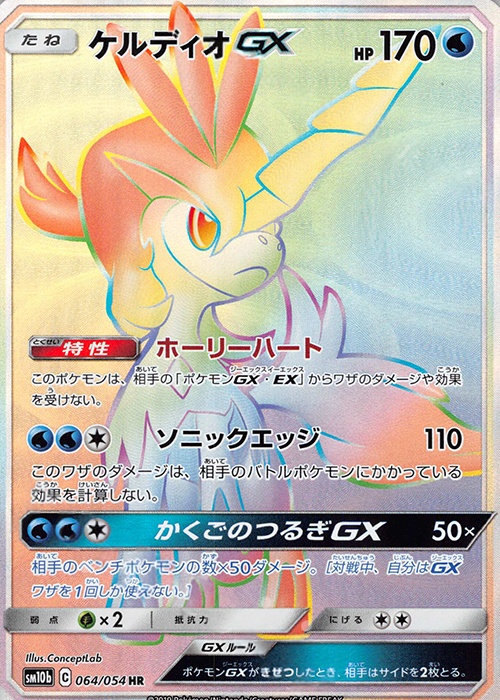 たね ケルディオGX HP 170
とくせい
特性 ホーリーハート
このポケモンは、相手の「ポケモンGX・EX」からワザのダメージや効果
を受けない。
ソニックエッジ 110
このワザのダメージは、相手のバトルポケモンにかかっている
効果を計算しない。
かくごのつるぎGX 50×
相手のベンチポケモンの数×50ダメージ。[対戦中、自分はGX
ワザを1回しか使えない。]
弱点 ×2 抵抗力 にげる
GXルール
Illus.ConceptLab
sm10b C 064/054 HR ポケモンGXがきぜつしたとき、相手はサイドを2枚とる。